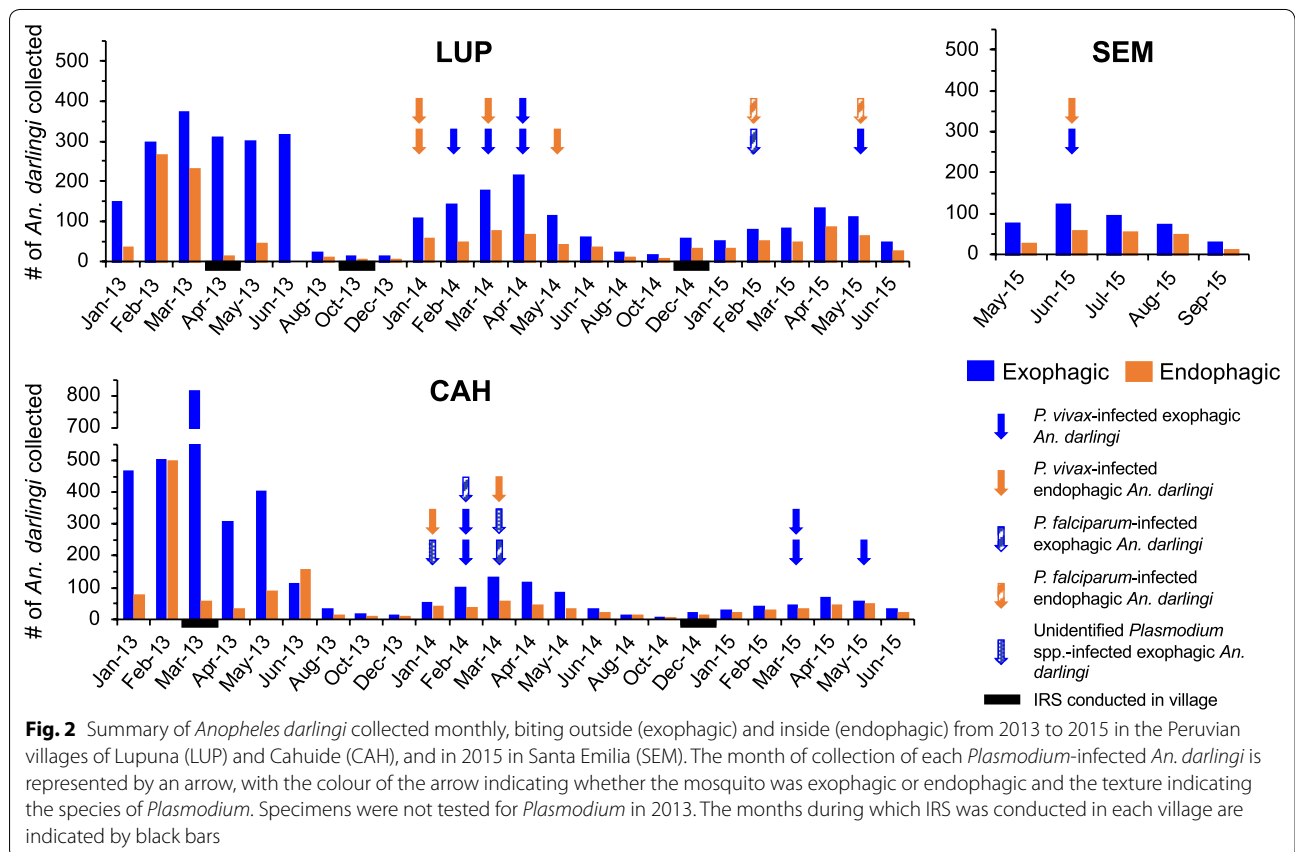 LUP
# of An. darlingi collected
500
400
300
200
100
0
Jan-13
Feb-13
Mar-13
Apr-13
May-13
Jun-13
Aug-13
Oct-13
Dec-13
Jan-14
Feb-14
Mar-14
Apr-14
May-14
Jun-14
Aug-14
Oct-14
Dec-14
Jan-15
Feb-15
Mar-15
Apr-15
May-15
Jun-15
SEM
500
400
300
200
100
0
May-15
Jun-15
Jul-15
Aug-15
Sep-15
CAH
# of An. darlingi collected
800
700
500
400
300
200
100
0
Jan-13
Feb-13
Mar-13
Apr-13
May-13
Jun-13
Aug-13
Oct-13
Dec-13
Jan-14
Feb-14
Mar-14
Apr-14
May-14
Jun-14
Aug-14
Oct-14
Dec-14
Jan-15
Feb-15
Mar-15
Apr-15
May-15
Jun-15
Exophagic Endophagic
P. vivax-infected exophagic
An. darlingi
P. vivax-infected
endophagic An. darlingi
P. falciparum-infected
exophagic An. darlingi
P. falciparum-infected
endophagic An. darlingi
Unidentified Plasmodium
spp.-infected exophagic An.
darlingi
IRS conducted in village
Fig. 2 Summary of Anopheles darlingi collected monthly, biting outside (exophagic) and inside (endophagic) from 2013 to 2015 in the Peruvian
villages of Lupuna (LUP) and Cahuide (CAH), and in 2015 in Santa Emilia (SEM). The month of collection of each Plasmodium-infected An. darlingi is
represented by an arrow, with the colour of the arrow indicating whether the mosquito was exophagic or endophagic and the texture indicating
the species of Plasmodium. Specimens were not tested for Plasmodium in 2013. The months during which IRS was conducted in each village are
indicated by black bars